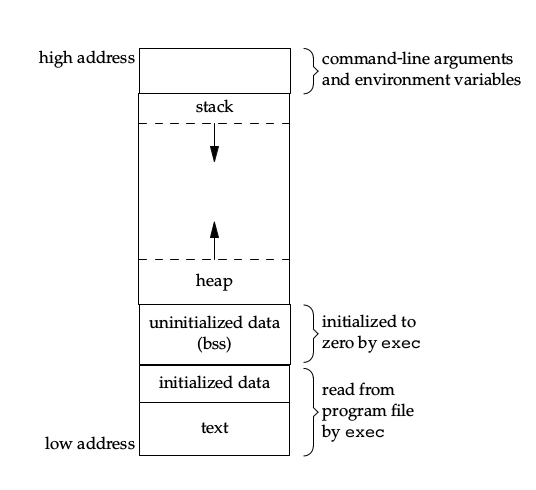 high address
command-line arguments
and environment variables
stack
heap
uninitialized data
(bss)
initialized to
zero by exec
initialized data
read from
program file
by exec
text
low address